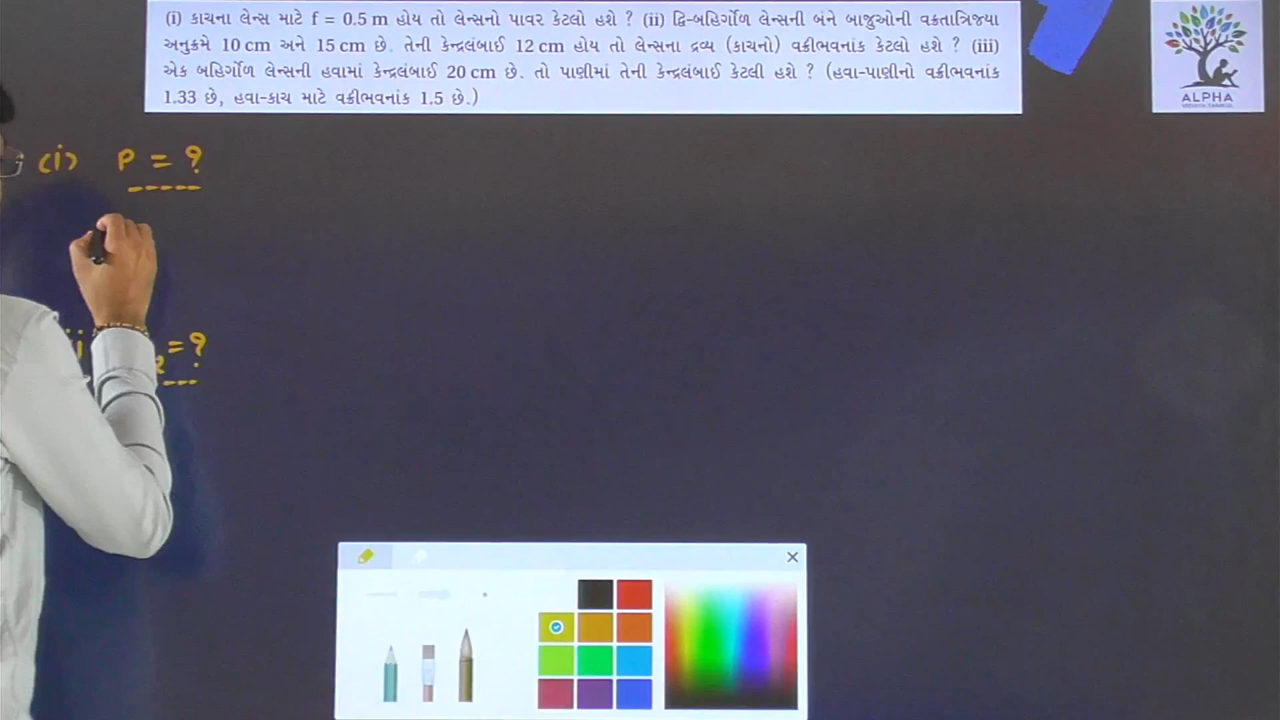 (i) કાચના લેન્સ માટે f = 0.5 m હોય તો લેન્સનો પાવર કેટલો હશે ? (ii) દ્વિ-બહિર્ગોળ લેન્સની બંને બાજુઓની વક્રતાત્રિજ્યા
અનુક્રમે 10 cm અને 15 cm છે. તેની કેન્દ્રલંબાઈ 12 cm હોય તો લેન્સના દ્રવ્ય (કાચનો) વક્રીભવનાંક કેટલો હશે ? (iii)
એક બહિર્ગોળ લેન્સની હવામાં કેન્દ્રલંબાઈ 20 cm છે. તો પાણીમાં તેની કેન્દ્રલંબાઈ કેટલી હશે ? (હવા-પાણીનો વક્રીભવનાંક
1.33 છે, હવા-કાચ માટે વક્રીભવનાંક 1.5 છે.)
ALPHA
(i) P = ?
= ?